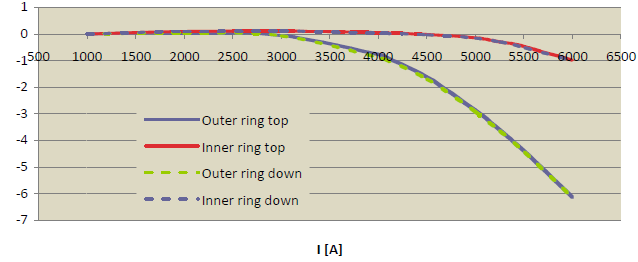 1
0
500 1000 1500 2000 2500 3000 3500 4000 4500 5000 5500 6000 6500
-1
-2
-3
Outer ring top
-4
Inner ring top
-5
Outer ring down
-6
Inner ring down
-7
I [A]